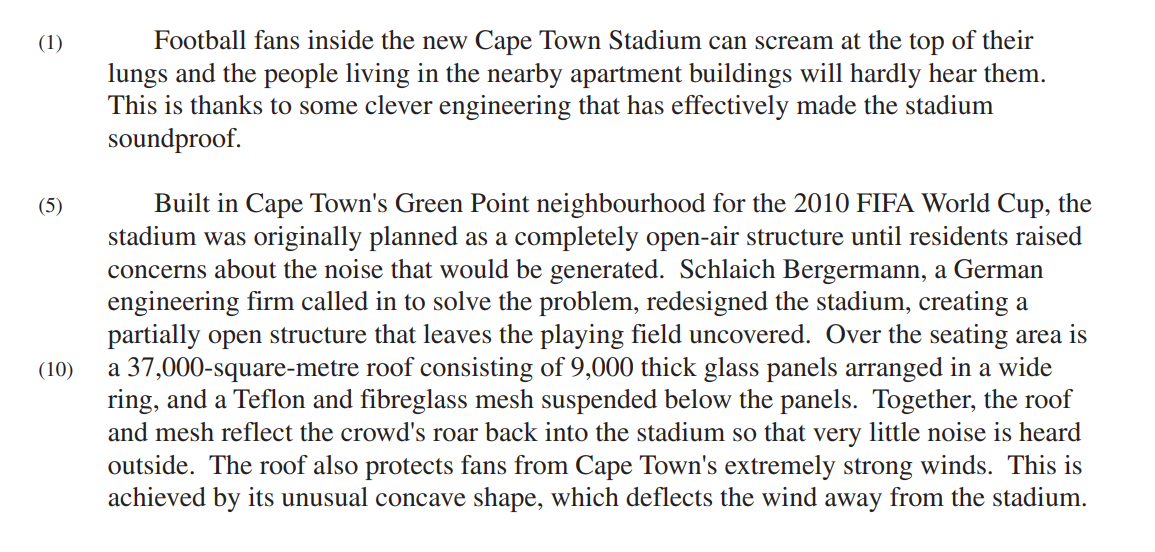 (1) Football fans inside the new Cape Town Stadium can scream at the top of their
lungs and the people living in the nearby apartment buildings will hardly hear them.
This is thanks to some clever engineering that has effectively made the stadium
soundproof.
(5) Built in Cape Town's Green Point neighbourhood for the 2010 FIFA World Cup, the
stadium was originally planned as a completely open-air structure until residents raised
concerns about the noise that would be generated.  Schlaich Bergermann, a German
engineering firm called in to solve the problem, redesigned the stadium, creating a
partially open structure that leaves the playing field uncovered.  Over the seating area is
(10) a 37,000-square-metre roof consisting of 9,000 thick glass panels arranged in a wide
ring, and a Teflon and fibreglass mesh suspended below the panels.  Together, the roof
and mesh reflect the crowd's roar back into the stadium so that very little noise is heard
outside.  The roof also protects fans from Cape Town's extremely strong winds.  This is
achieved by its unusual concave shape, which deflects the wind away from the stadium.